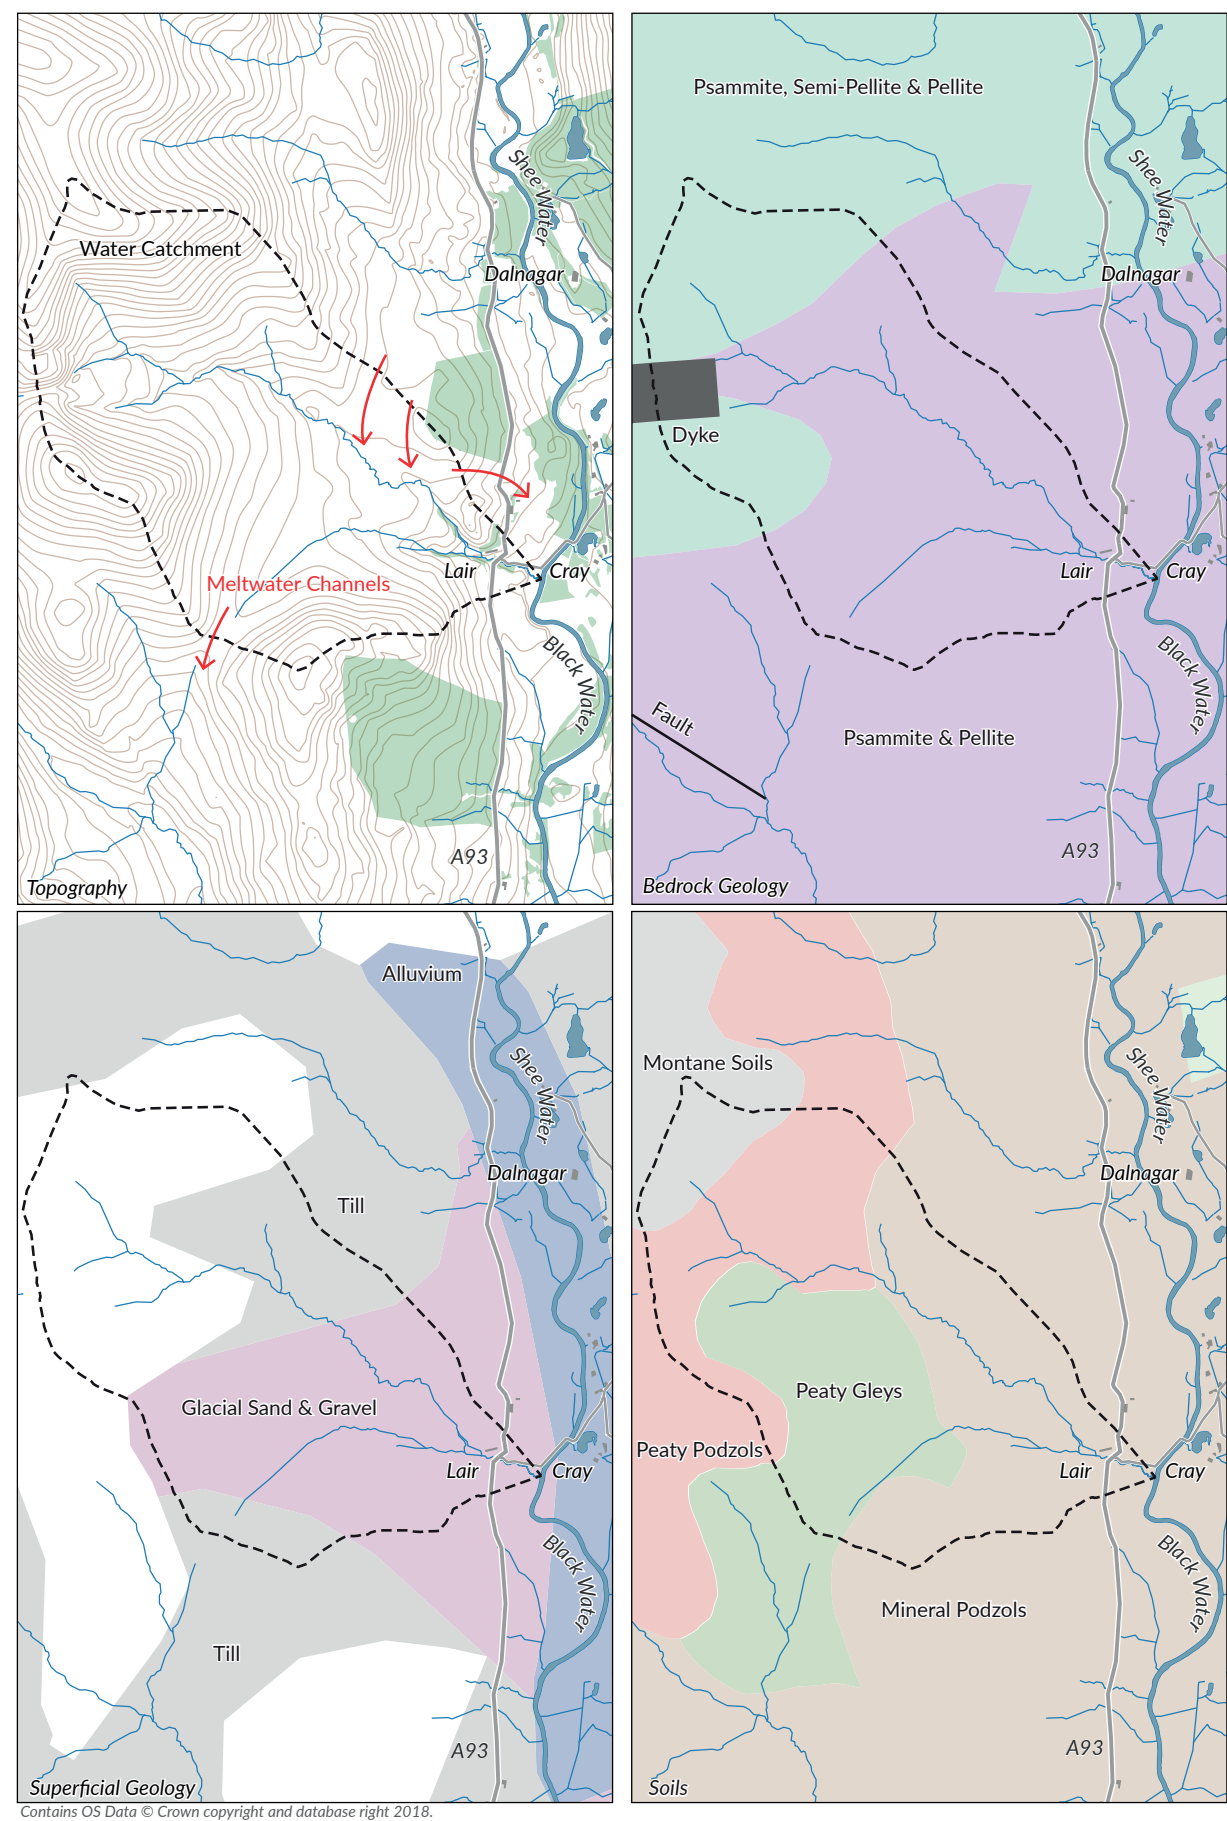 Shee Water
Water Catchment
Dalnagar
Lair
Cray
Meltwater Channels
Black Water
A93
Topography
Psammite, Semi-Pellite & Pellite
Shee Water
Dalnagar
Dyke
Lair
Cray
Black Water
Fault
Psammite & Pellite
A93
Bedrock Geology
Alluvium
Shee Water
Dalnagar
Till
Glacial Sand & Gravel
Lair
Cray
Black Water
Till
A93
Superficial Geology
Montane Soils
Shee Water
Dalnagar
Peaty Gleys
Peaty Podzols
Lair
Cray
Black Water
Mineral Podzols
A93
Soils
Contains OS Data © Crown copyright and database right 2018.